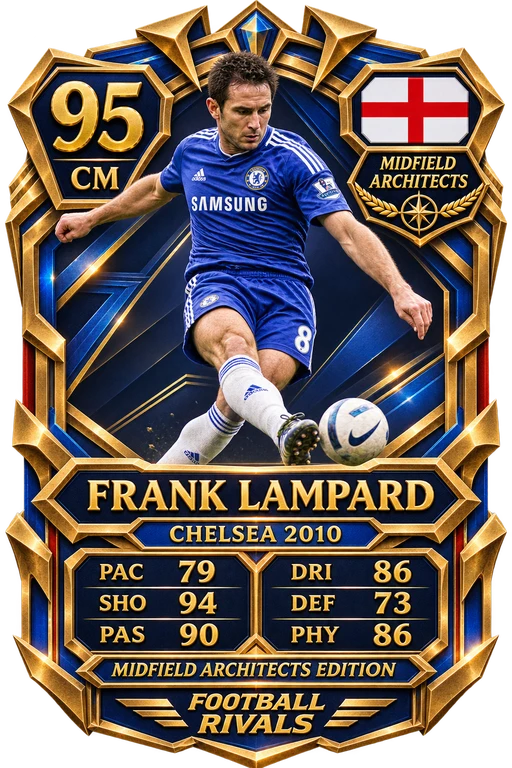 95
CM
MIDFIELD
ARCHITECTS
adidas
SAMSUNG
8
FRANK LAMPARD
CHELSEA 2010
PAC 79
SHO 94
PAS 90
DRI 86
DEF 73
PHY 86
MIDFIELD ARCHITECTS EDITION
FOOTBALL
RIVALS